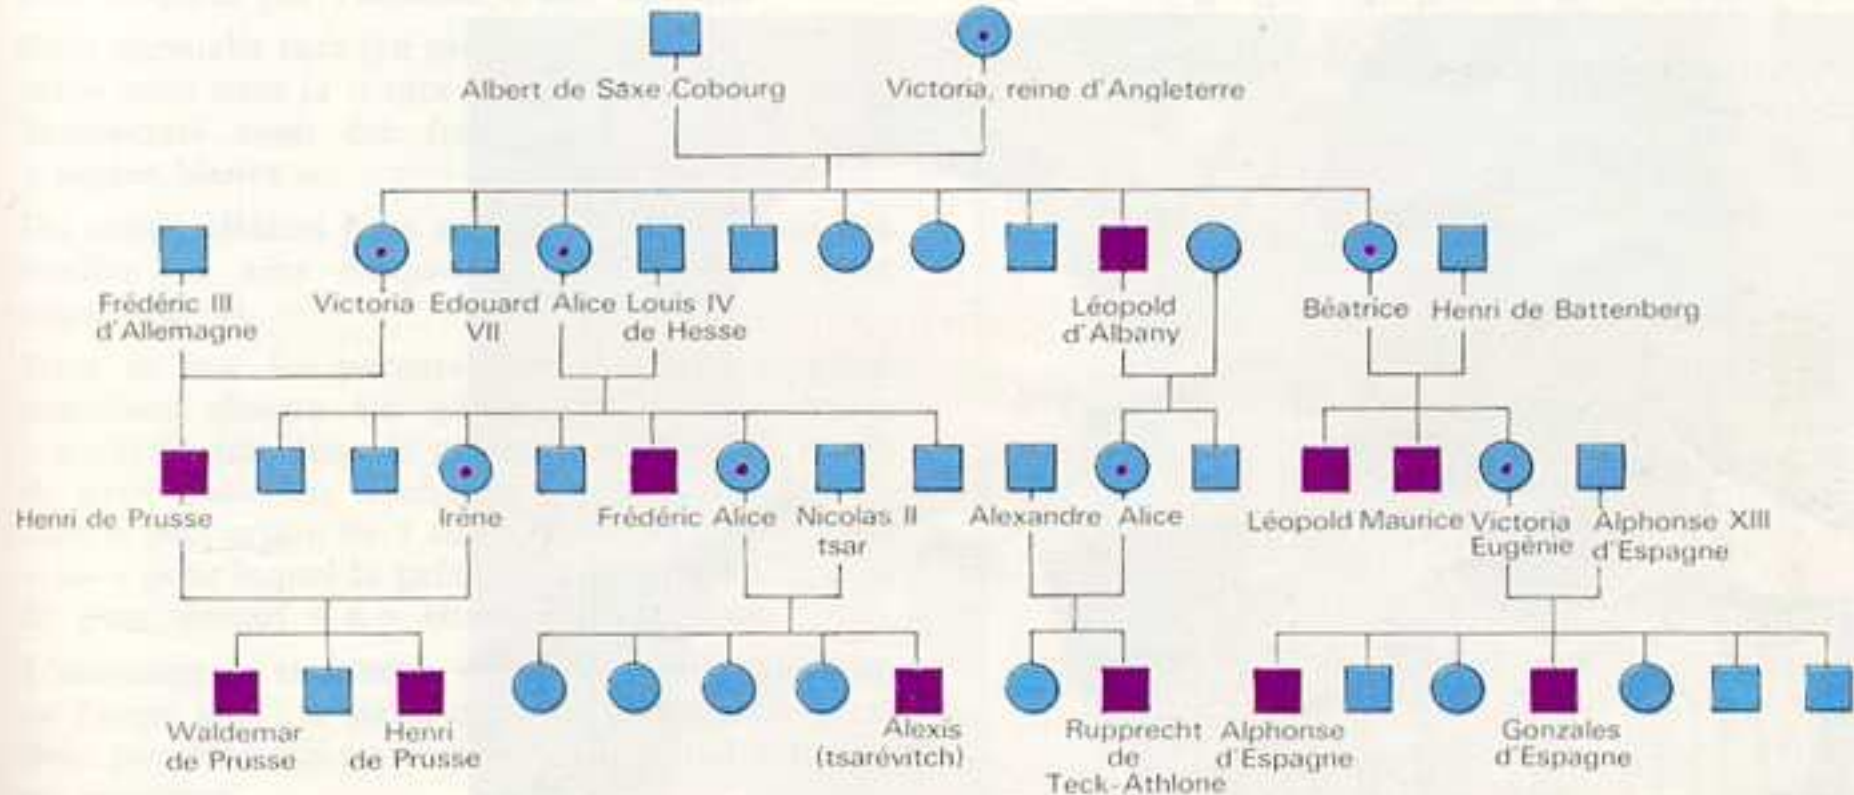 Albert de Saxe Cobourg
Victoria, reine d'Angleterre
Frédéric III
d'Allemagne
Victoria
Edouard
VII
Alice
Louis IV
de Hesse
Léopold
d'Albany
Béatrice
Henri de Battenberg
Henri de Prusse
Irène
Frédéric
Alice
Nicolas II
tsar
Alexandre
Alice
Léopold
Maurice
Victoria
Eugénie
Alphonse XIII
d'Espagne
Waldemar
de Prusse
Henri
de Prusse
Alexis
(tsarévitch)
Rupprecht
de
Teck-Athlone
Alphonse
d'Espagne
Gonzales
d'Espagne